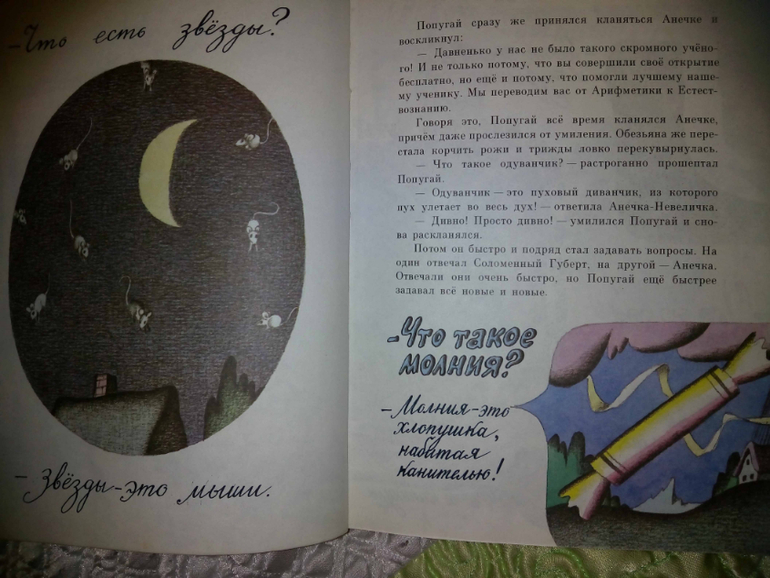 -Что есть звёзды?
- Звёзды-это мыши.
Попугай сразу же принялся кланяться Анечке и
воскликнул:
— Давненько у нас не было такого скромного учёно-
го! И не только потому, что вы совершили своё открытие
бесплатно, но ещё и потому, что помогли лучшему наше-
му ученику. Мы переводим вас от Арифметики к Естест-
вознанию.
Говоря это, Попугай всё время кланялся Анечке,
причём даже прослезился от умиления. Обезьяна же пере-
стала корчить рожи и трижды ловко перекувырнулась.
— Что такое одуванчик? — растроганно прошептал
Попугай.
— Одуванчик — это пуховый диванчик, из которого
пух улетает во весь дух! — ответила Анечка-Невеличка.
— Дивно! Просто дивно! — умилился Попугай и сно-
ва раскланялся.
Потом он быстро и подряд стал задавать вопросы. На
один отвечал Соломенный Губерт, на другой — Анечка.
Отвечали они очень быстро, но Попугай ещё быстрее
задавал всё новые и новые.
-Что такое
молния?
-Молния-это
хлопушка,
набитая
канителью!